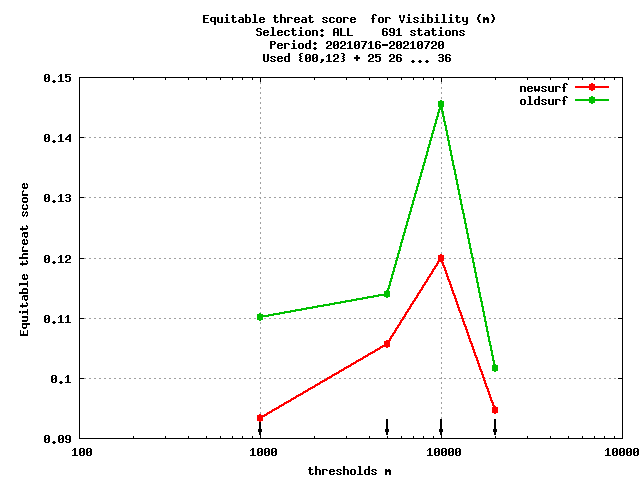 Equitable threat score  for Visibility (m)
Selection: ALL    691 stations
Period: 20210716-20210720
Used {00,12} + 25 26 ... 36
0.15
newsurf
oldsurf
0.14
0.13
0.12
0.11
0.1
0.09
Equitable threat score
100 1000 10000 10000
thresholds m